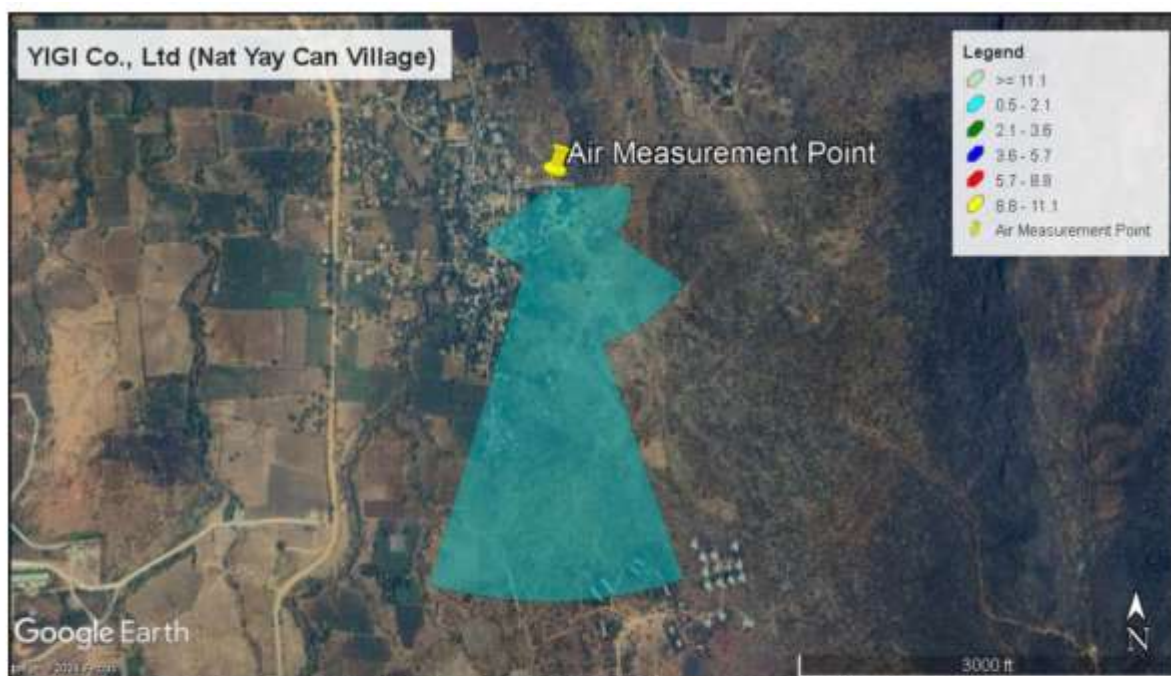 YIGI Co., Ltd (Nat Yay Can Village)
Legend
>= 11.1
0.5 - 2.1
2.1 - 3.6
3.6 - 5.7
5.7 - 8.8
8.8 - 11.1
Air Measurement Point
Air Measurement Point
Google Earth
3000 ft
N